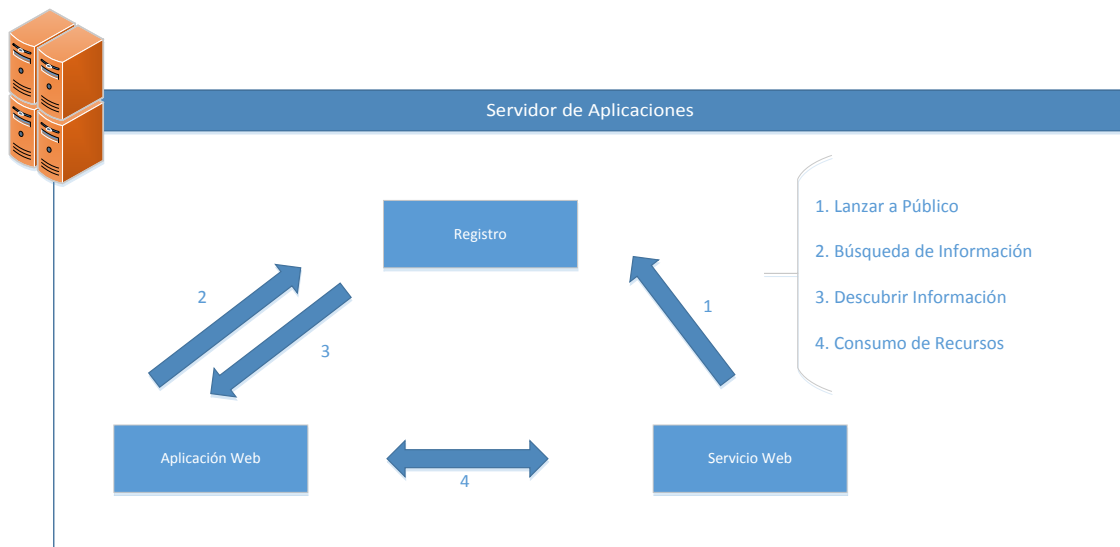 Servidor de Aplicaciones
Registro
1. Lanzar a Público
2. Búsqueda de Información
3. Descubrir Información
4. Consumo de Recursos
2
1
3
Aplicación Web
Servicio Web
4